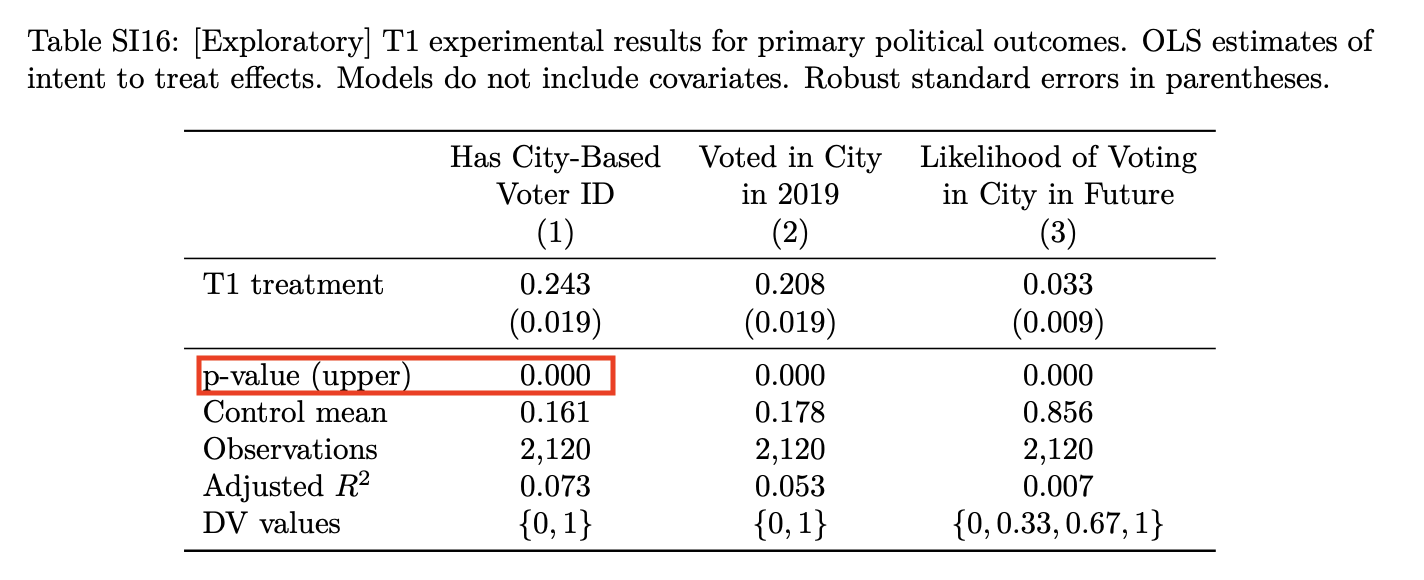 Table SI16: [Exploratory] T1 experimental results for primary political outcomes. OLS estimates of
intent to treat effects. Models do not include covariates. Robust standard errors in parentheses.
Has City-Based Voted in City Likelihood of Voting
Voter ID in 2019 in City in Future
(1) (2) (3)
T1 treatment 0.243 0.208 0.033
(0.019) (0.019) (0.009)
p-value (upper) 0.000 0.000 0.000
Control mean 0.161 0.178 0.856
Observations 2,120 2,120 2,120
Adjusted R² 0.073 0.053 0.007
DV values {0, 1} {0, 1} {0, 0.33, 0.67, 1}